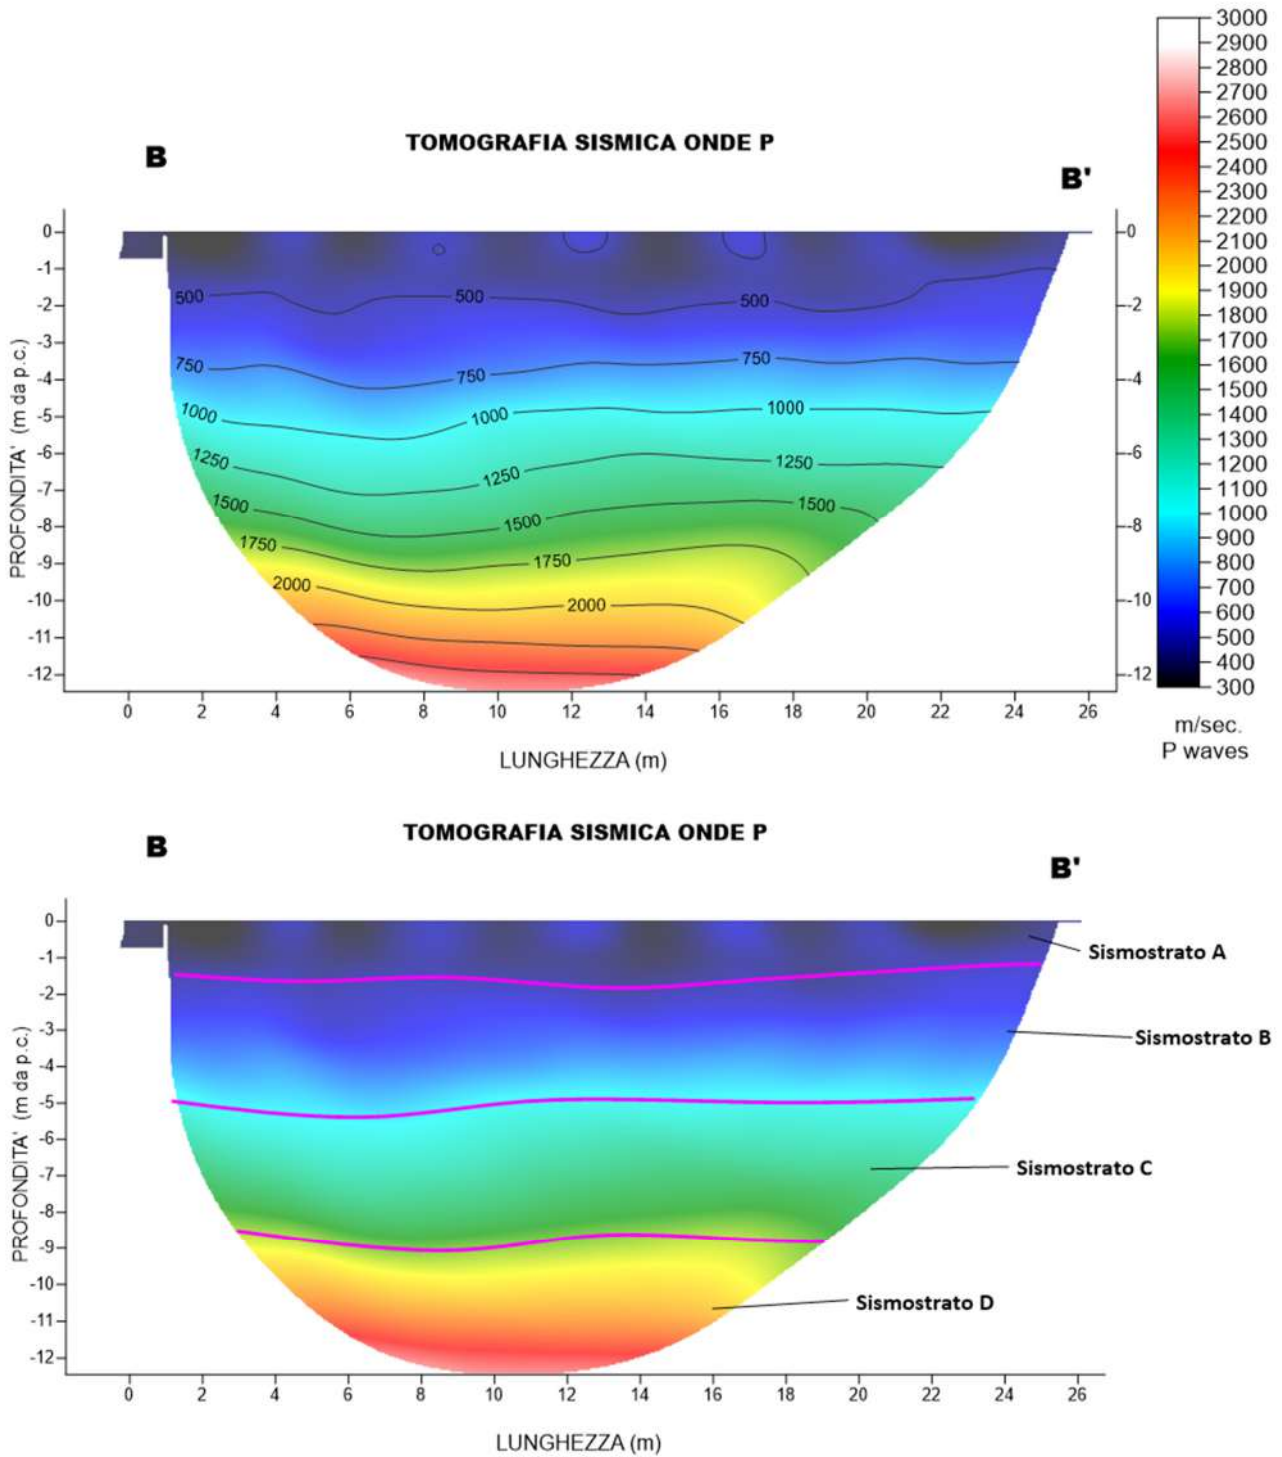 3000
2900
2800
2700
2600
2500
2400
2300
2200
2100
2000
1900
1800
1700
1600
1500
1400
1300
1200
1100
1000
900
800
700
600
500
400
300
m/sec.
P waves
TOMOGRAFIA SISMICA ONDE P
B
B'
0
-1
-2
-3
-4
-5
-6
-7
-8
-9
-10
-11
-12
PROFONDITA' (m da p.c.)
500 500 500
750 750 750
1000 1000 1000
1250 1250 1250
1500 1500 1500
1750 1750
2000 2000
0
-2
-4
-6
-8
-10
-12
0 2 4 6 8 10 12 14 16 18 20 22 24 26
LUNGHEZZA (m)
TOMOGRAFIA SISMICA ONDE P
B
B'
0
-1
-2
-3
-4
-5
-6
-7
-8
-9
-10
-11
-12
PROFONDITA' (m da p.c.)
Sismostrato A
Sismostrato B
Sismostrato C
Sismostrato D
0 2 4 6 8 10 12 14 16 18 20 22 24 26
LUNGHEZZA (m)